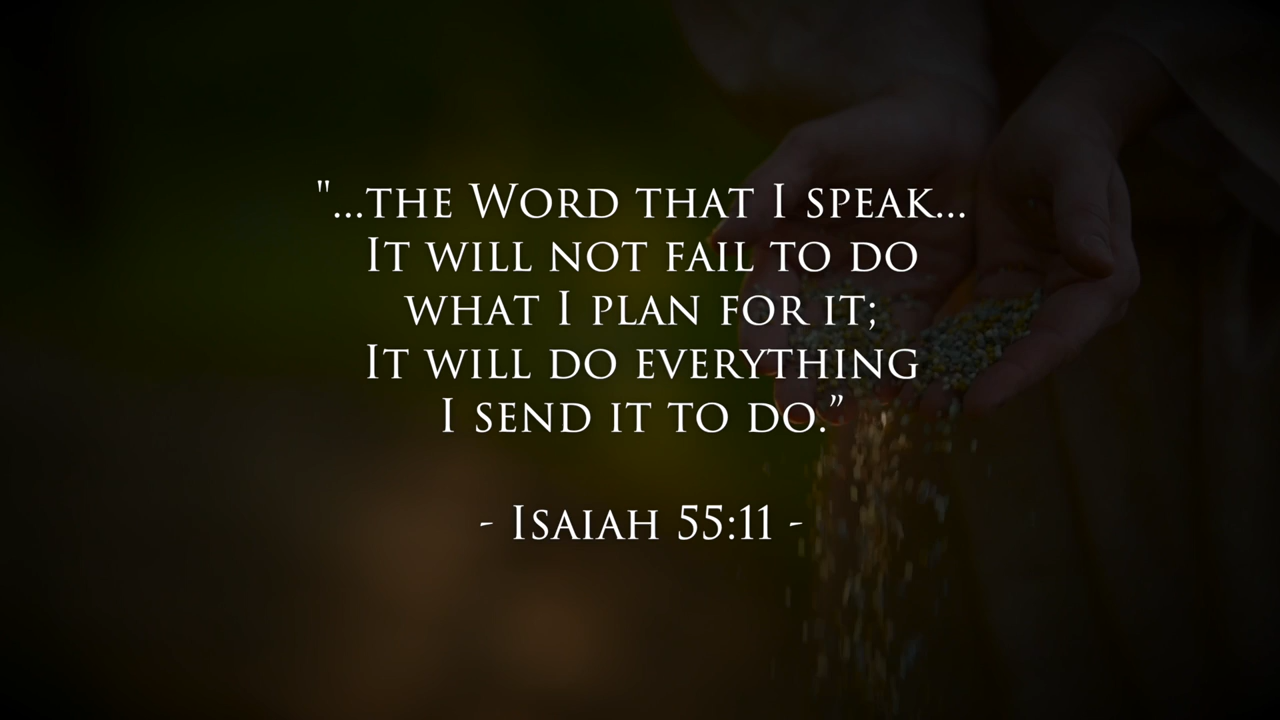 "...the Word that I speak...
It will not fail to do
what I plan for it;
It will do everything
I send it to do.”
- Isaiah 55:11 -